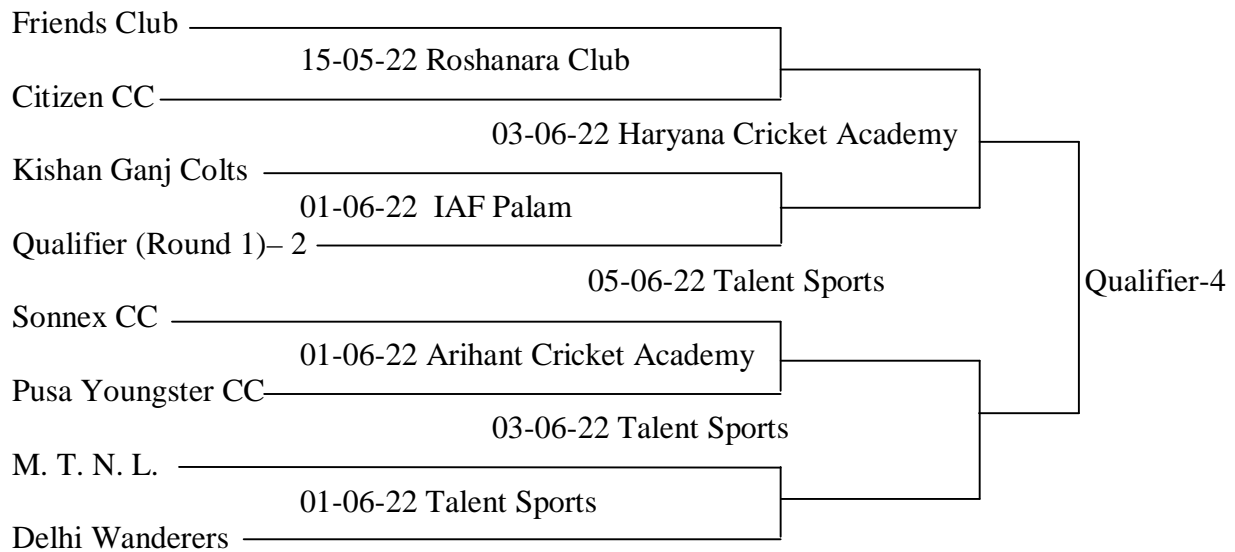 Friends Club
15-05-22 Roshanara Club
Citizen CC
03-06-22 Haryana Cricket Academy
Kishan Ganj Colts
01-06-22 IAF Palam
Qualifier (Round 1)– 2
05-06-22 Talent Sports
Qualifier-4
Sonnex CC
01-06-22 Arihant Cricket Academy
Pusa Youngster CC
03-06-22 Talent Sports
M. T. N. L.
01-06-22 Talent Sports
Delhi Wanderers